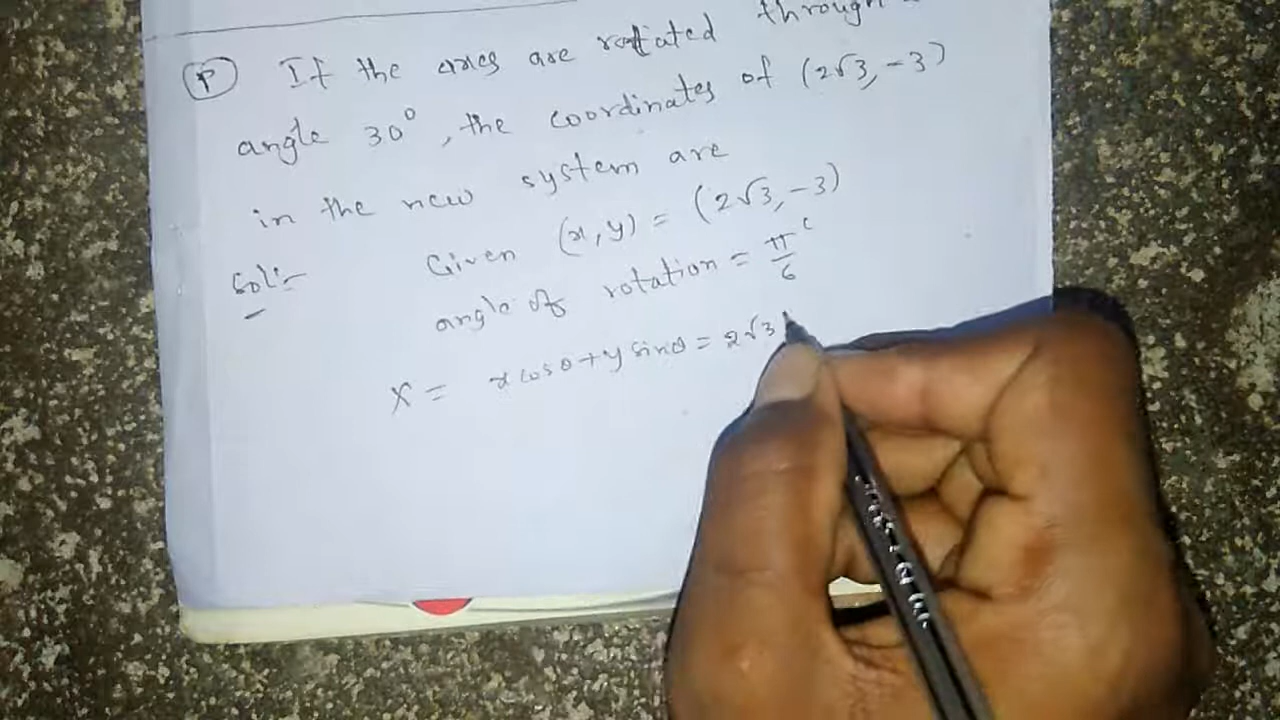 P If the axes are rotated through
angle 30°, the coordinates of (2√3, -3)
in the new system are
Sol:- Given (x, y) = (2√3, -3)
angle of rotation = π/6 ᶜ
X = x cosθ + y sinθ = 2√3